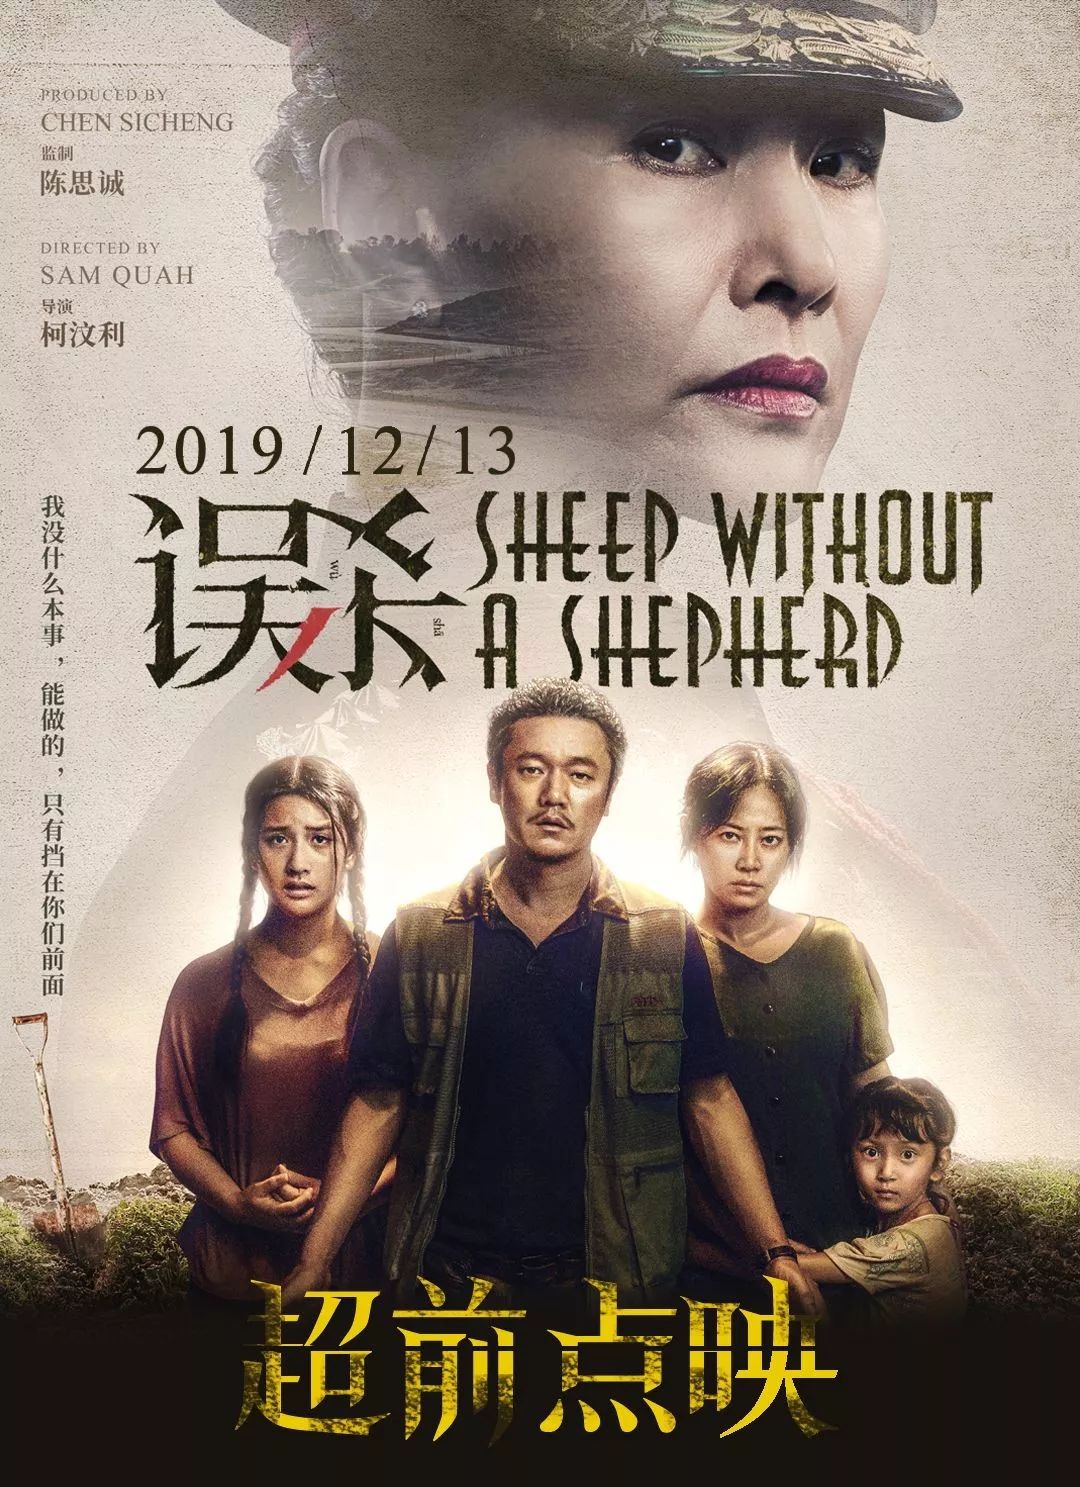 PRODUCED BY
CHEN SICHENG
监制
陈思诚
DIRECTED BY
SAM QUAH
导演
柯汶利
2019/12/13
误杀
wù
shā
SHEEP WITHOUT
A SHEPHERD
我没什么本事，能做的，只有挡在你们前面
超前点映